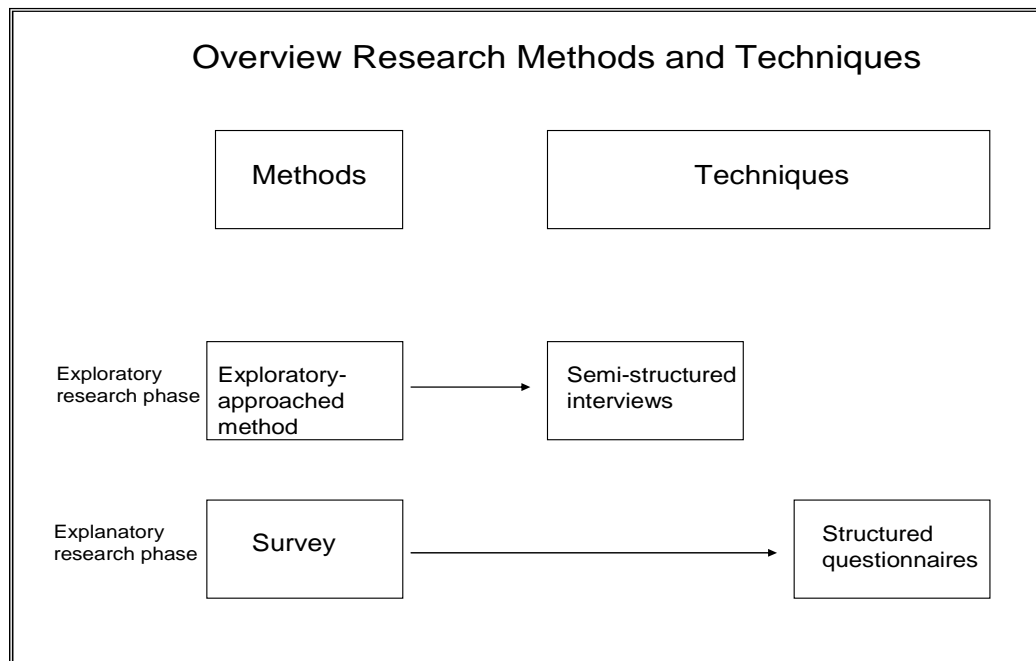 Overview Research Methods and Techniques
Methods
Techniques
Exploratory
research phase
Exploratory-
approached
method
Semi-structured
interviews
Explanatory
research phase
Survey
Structured
questionnaires